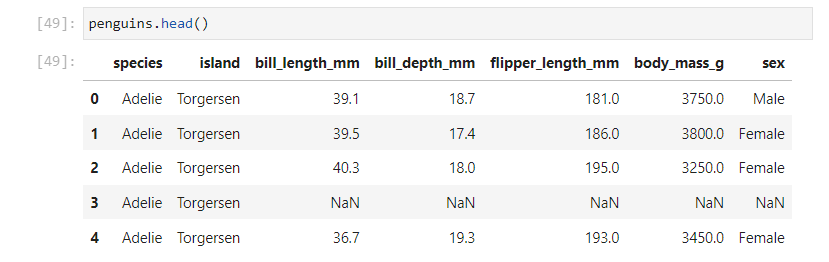 [49]: penguins.head()
[49]: species island bill_length_mm bill_depth_mm flipper_length_mm body_mass_g sex
0 Adelie Torgersen 39.1 18.7 181.0 3750.0 Male
1 Adelie Torgersen 39.5 17.4 186.0 3800.0 Female
2 Adelie Torgersen 40.3 18.0 195.0 3250.0 Female
3 Adelie Torgersen NaN NaN NaN NaN NaN
4 Adelie Torgersen 36.7 19.3 193.0 3450.0 Female